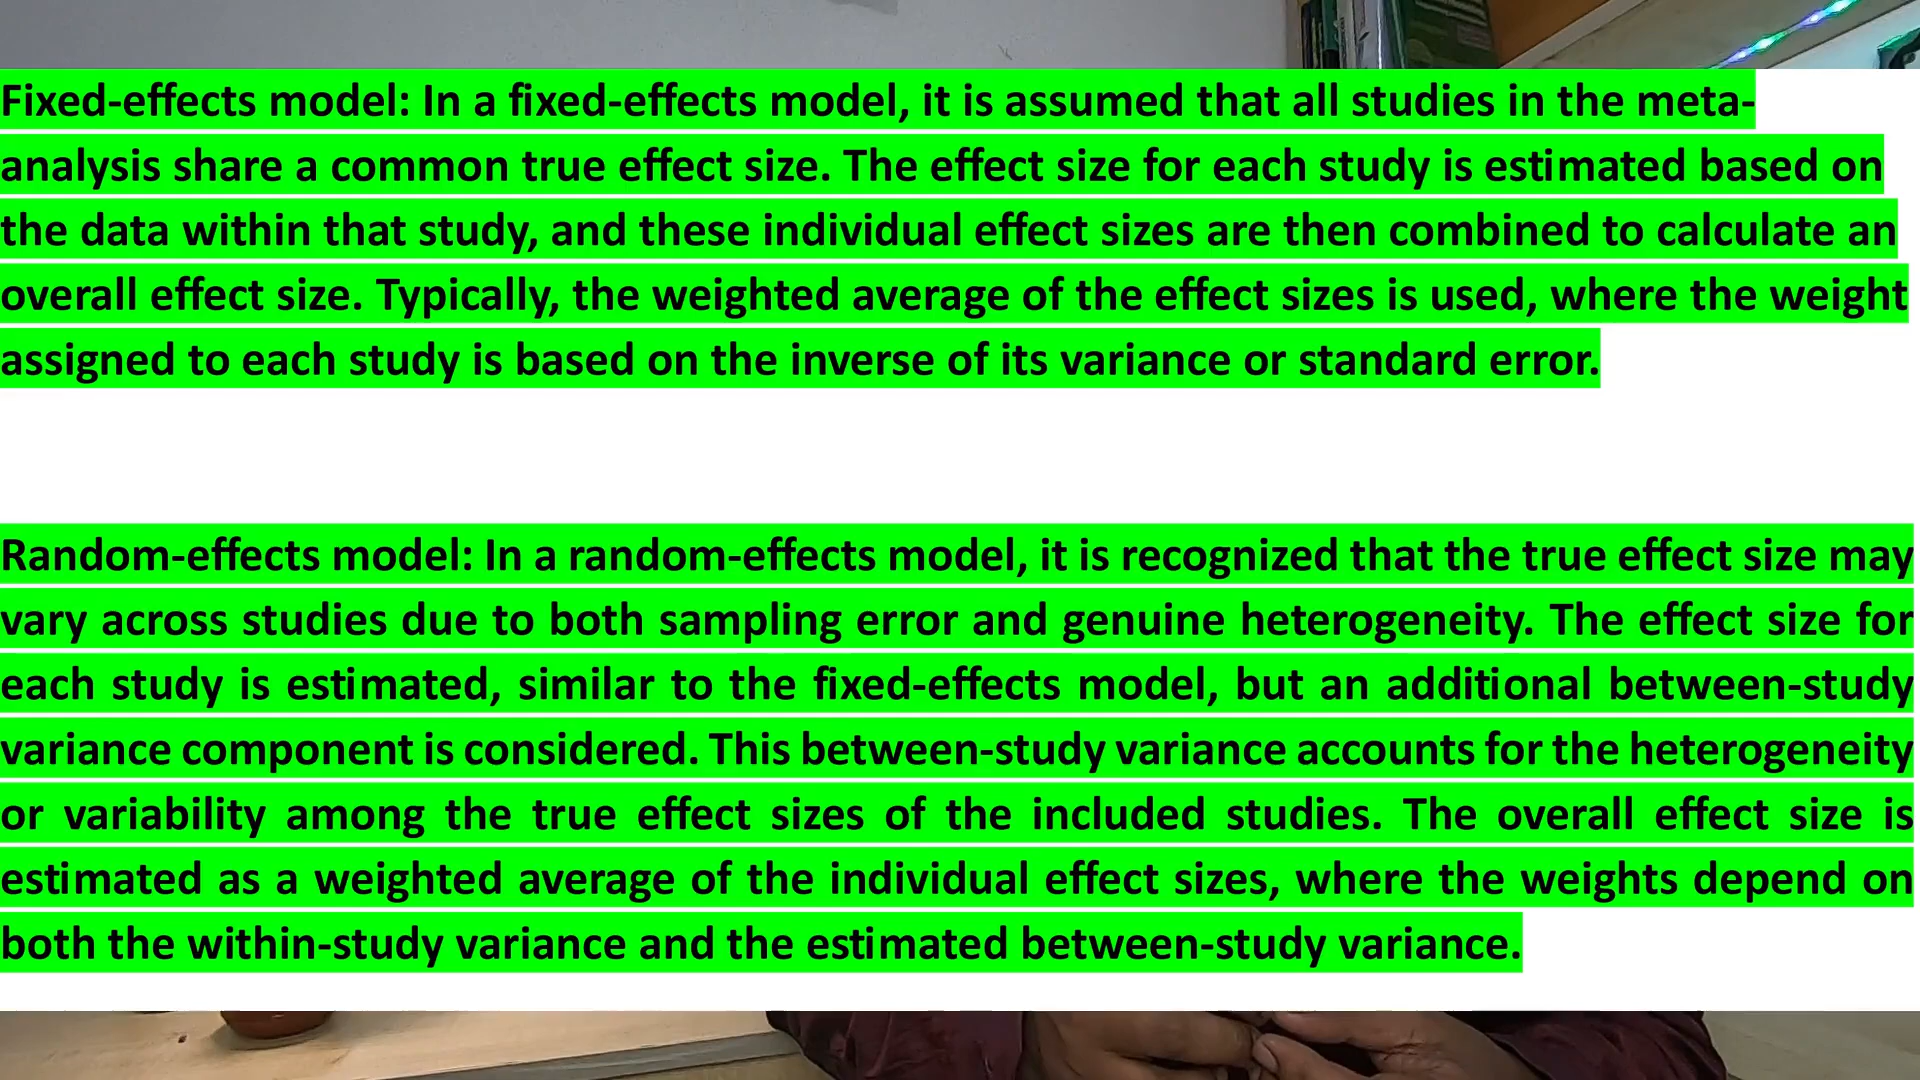 Fixed-effects model: In a fixed-effects model, it is assumed that all studies in the meta-
analysis share a common true effect size. The effect size for each study is estimated based on
the data within that study, and these individual effect sizes are then combined to calculate an
overall effect size. Typically, the weighted average of the effect sizes is used, where the weight
assigned to each study is based on the inverse of its variance or standard error.
Random-effects model: In a random-effects model, it is recognized that the true effect size may
vary across studies due to both sampling error and genuine heterogeneity. The effect size for
each study is estimated, similar to the fixed-effects model, but an additional between-study
variance component is considered. This between-study variance accounts for the heterogeneity
or variability among the true effect sizes of the included studies. The overall effect size is
estimated as a weighted average of the individual effect sizes, where the weights depend on
both the within-study variance and the estimated between-study variance.